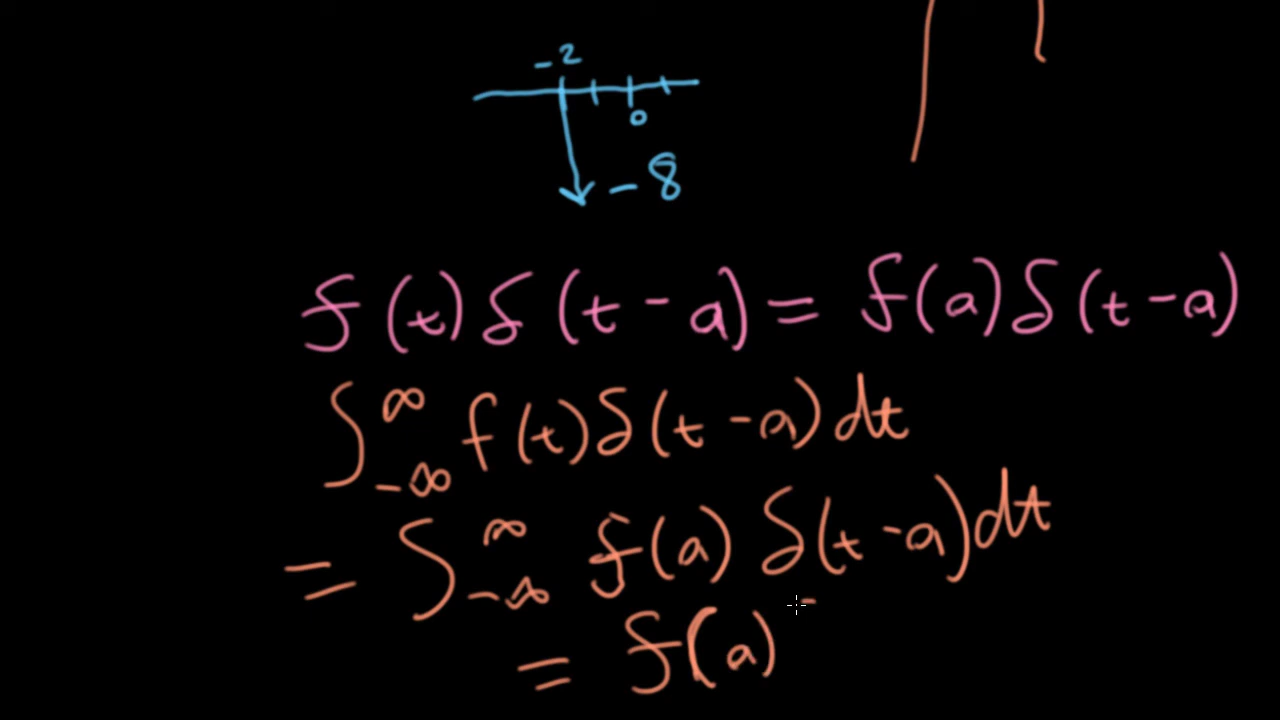 -2
0
-8
f(t)δ(t-a)=f(a)δ(t-a)
∫_{-∞}^{∞} f(t)δ(t-a)dt
= ∫_{-∞}^{∞} f(a)δ(t-a)dt
= f(a)